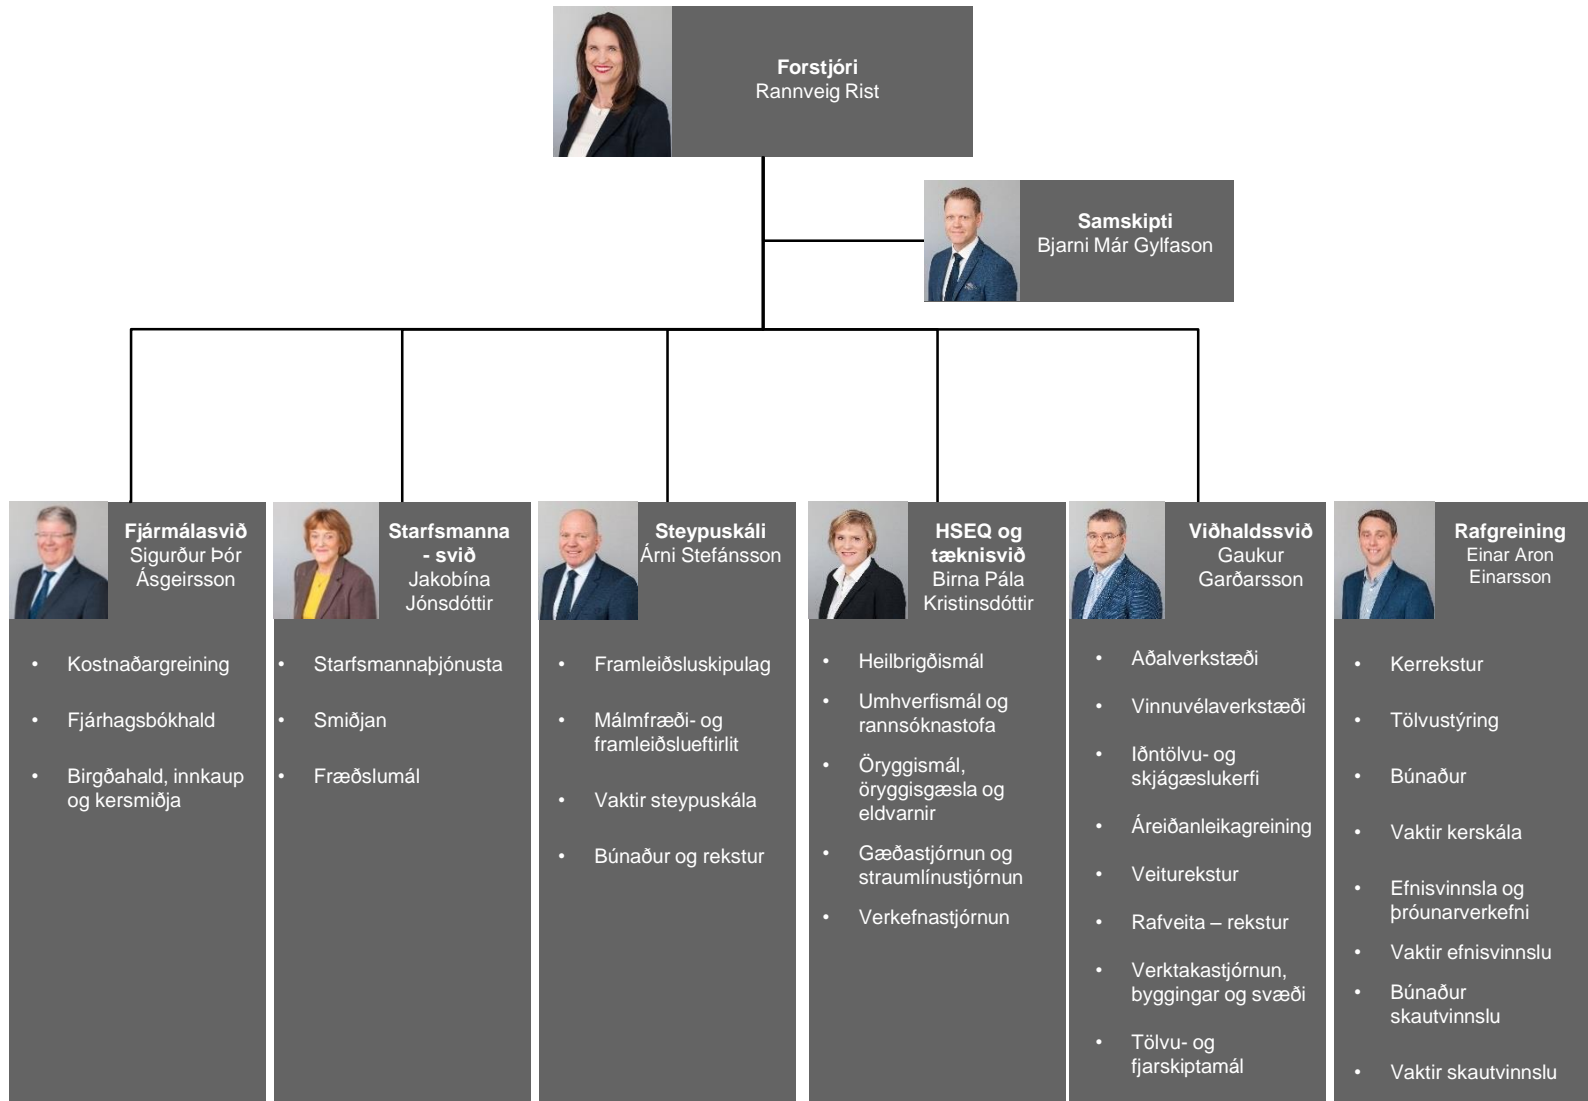 Forstjóri
Rannveig Rist
Samskipti
Bjarni Már Gylfason
Fjármálasvið
Sigurður Þór
Ásgeirsson
• Kostnaðargreining
• Fjárhagsbókhald
• Birgðahald, innkaup
og kersmiðja
Starfsmanna
- svið
Jakobína
Jónsdóttir
• Starfsmannaþjónusta
• Smiðjan
• Fræðslumál
Steypuskáli
Árni Stefánsson
• Framleiðsluskipulag
• Málmfræði- og
framleiðslueftirlit
• Vaktir steypuskála
• Búnaður og rekstur
HSEQ og
tæknisvið
Birna Pála
Kristinsdóttir
• Heilbrigðismál
• Umhverfismál og
rannsóknastofa
• Öryggismál,
öryggisgæsla og
eldvarnir
• Gæðastjórnun og
straumlínustjórnun
• Verkefnastjórnun
Viðhaldssvið
Gaukur
Garðarsson
• Aðalverkstæði
• Vinnuvélaverkstæði
• Iðntölvu- og
skjágæslukerfi
• Áreiðanleikagreining
• Veiturekstur
• Rafveita – rekstur
• Verktakastjórnun,
byggingar og svæði
• Tölvu- og
fjarskiptamál
Rafgreining
Einar Aron
Einarsson
• Kerrekstur
• Tölvustýring
• Búnaður
• Vaktir kerskála
• Efnisvinnsla og
þróunarverkefni
• Vaktir efnisvinnslu
• Búnaður
skautvinnslu
• Vaktir skautvinnslu